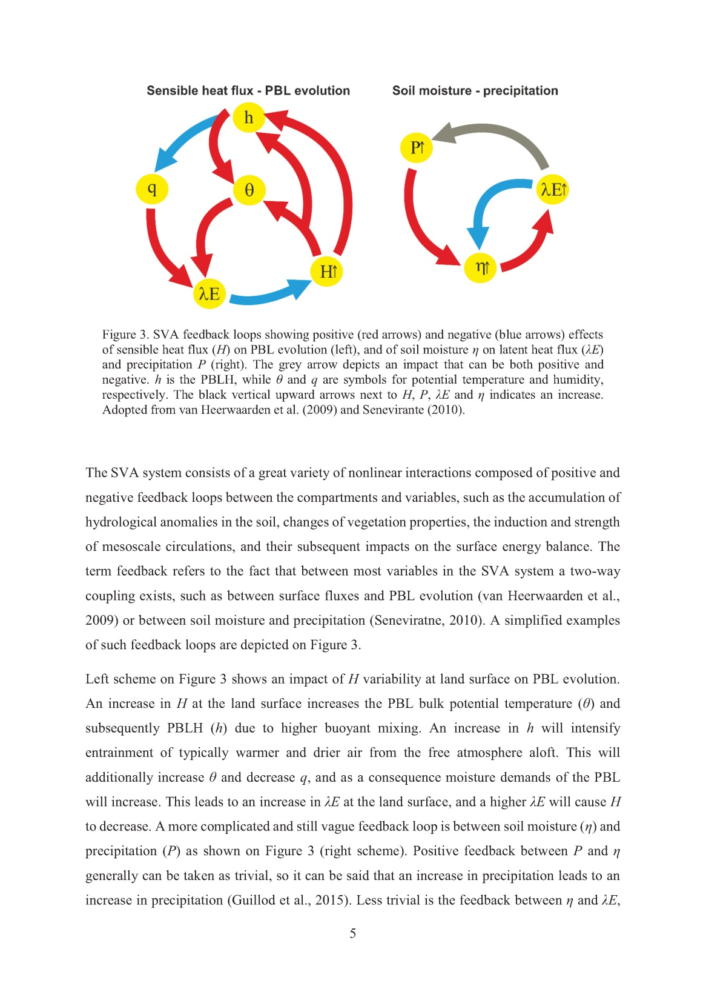 Sensible heat flux - PBL evolution
Soil moisture - precipitation
h
q
θ
λE
H↑
P↑
λE↑
η↑
Figure 3. SVA feedback loops showing positive (red arrows) and negative (blue arrows) effects
of sensible heat flux (H) on PBL evolution (left), and of soil moisture η on latent heat flux (λE)
and precipitation P (right). The grey arrow depicts an impact that can be both positive and
negative. h is the PBLH, while θ and q are symbols for potential temperature and humidity,
respectively. The black vertical upward arrows next to H, P, λE and η indicates an increase.
Adopted from van Heerwaarden et al. (2009) and Senevirante (2010).
The SVA system consists of a great variety of nonlinear interactions composed of positive and
negative feedback loops between the compartments and variables, such as the accumulation of
hydrological anomalies in the soil, changes of vegetation properties, the induction and strength
of mesoscale circulations, and their subsequent impacts on the surface energy balance. The
term feedback refers to the fact that between most variables in the SVA system a two-way
coupling exists, such as between surface fluxes and PBL evolution (van Heerwaarden et al.,
2009) or between soil moisture and precipitation (Seneviratne, 2010). A simplified examples
of such feedback loops are depicted on Figure 3.
Left scheme on Figure 3 shows an impact of H variability at land surface on PBL evolution.
An increase in H at the land surface increases the PBL bulk potential temperature (θ) and
subsequently PBLH (h) due to higher buoyant mixing. An increase in h will intensify
entrainment of typically warmer and drier air from the free atmosphere aloft. This will
additionally increase θ and decrease q, and as a consequence moisture demands of the PBL
will increase. This leads to an increase in λE at the land surface, and a higher λE will cause H
to decrease. A more complicated and still vague feedback loop is between soil moisture (η) and
precipitation (P) as shown on Figure 3 (right scheme). Positive feedback between P and η
generally can be taken as trivial, so it can be said that an increase in precipitation leads to an
increase in precipitation (Guillod et al., 2015). Less trivial is the feedback between η and λE,
5